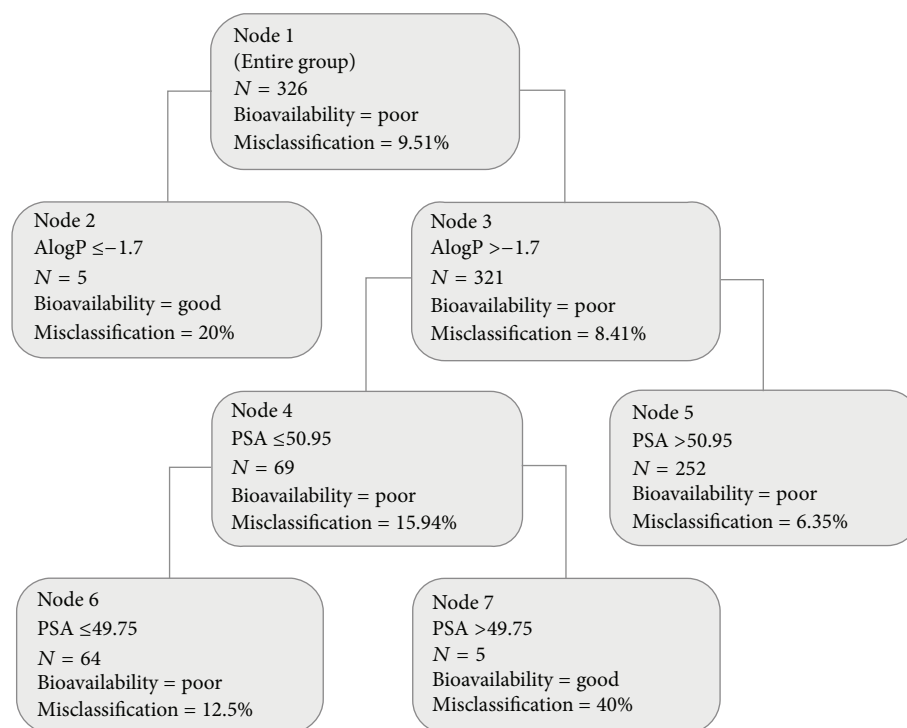 Node 1
(Entire group)
N = 326
Bioavailability = poor
Misclassification = 9.51%
Node 2
AlogP ≤−1.7
N = 5
Bioavailability = good
Misclassification = 20%
Node 3
AlogP >−1.7
N = 321
Bioavailability = poor
Misclassification = 8.41%
Node 4
PSA ≤50.95
N = 69
Bioavailability = poor
Misclassification = 15.94%
Node 5
PSA >50.95
N = 252
Bioavailability = poor
Misclassification = 6.35%
Node 6
PSA ≤49.75
N = 64
Bioavailability = poor
Misclassification = 12.5%
Node 7
PSA >49.75
N = 5
Bioavailability = good
Misclassification = 40%